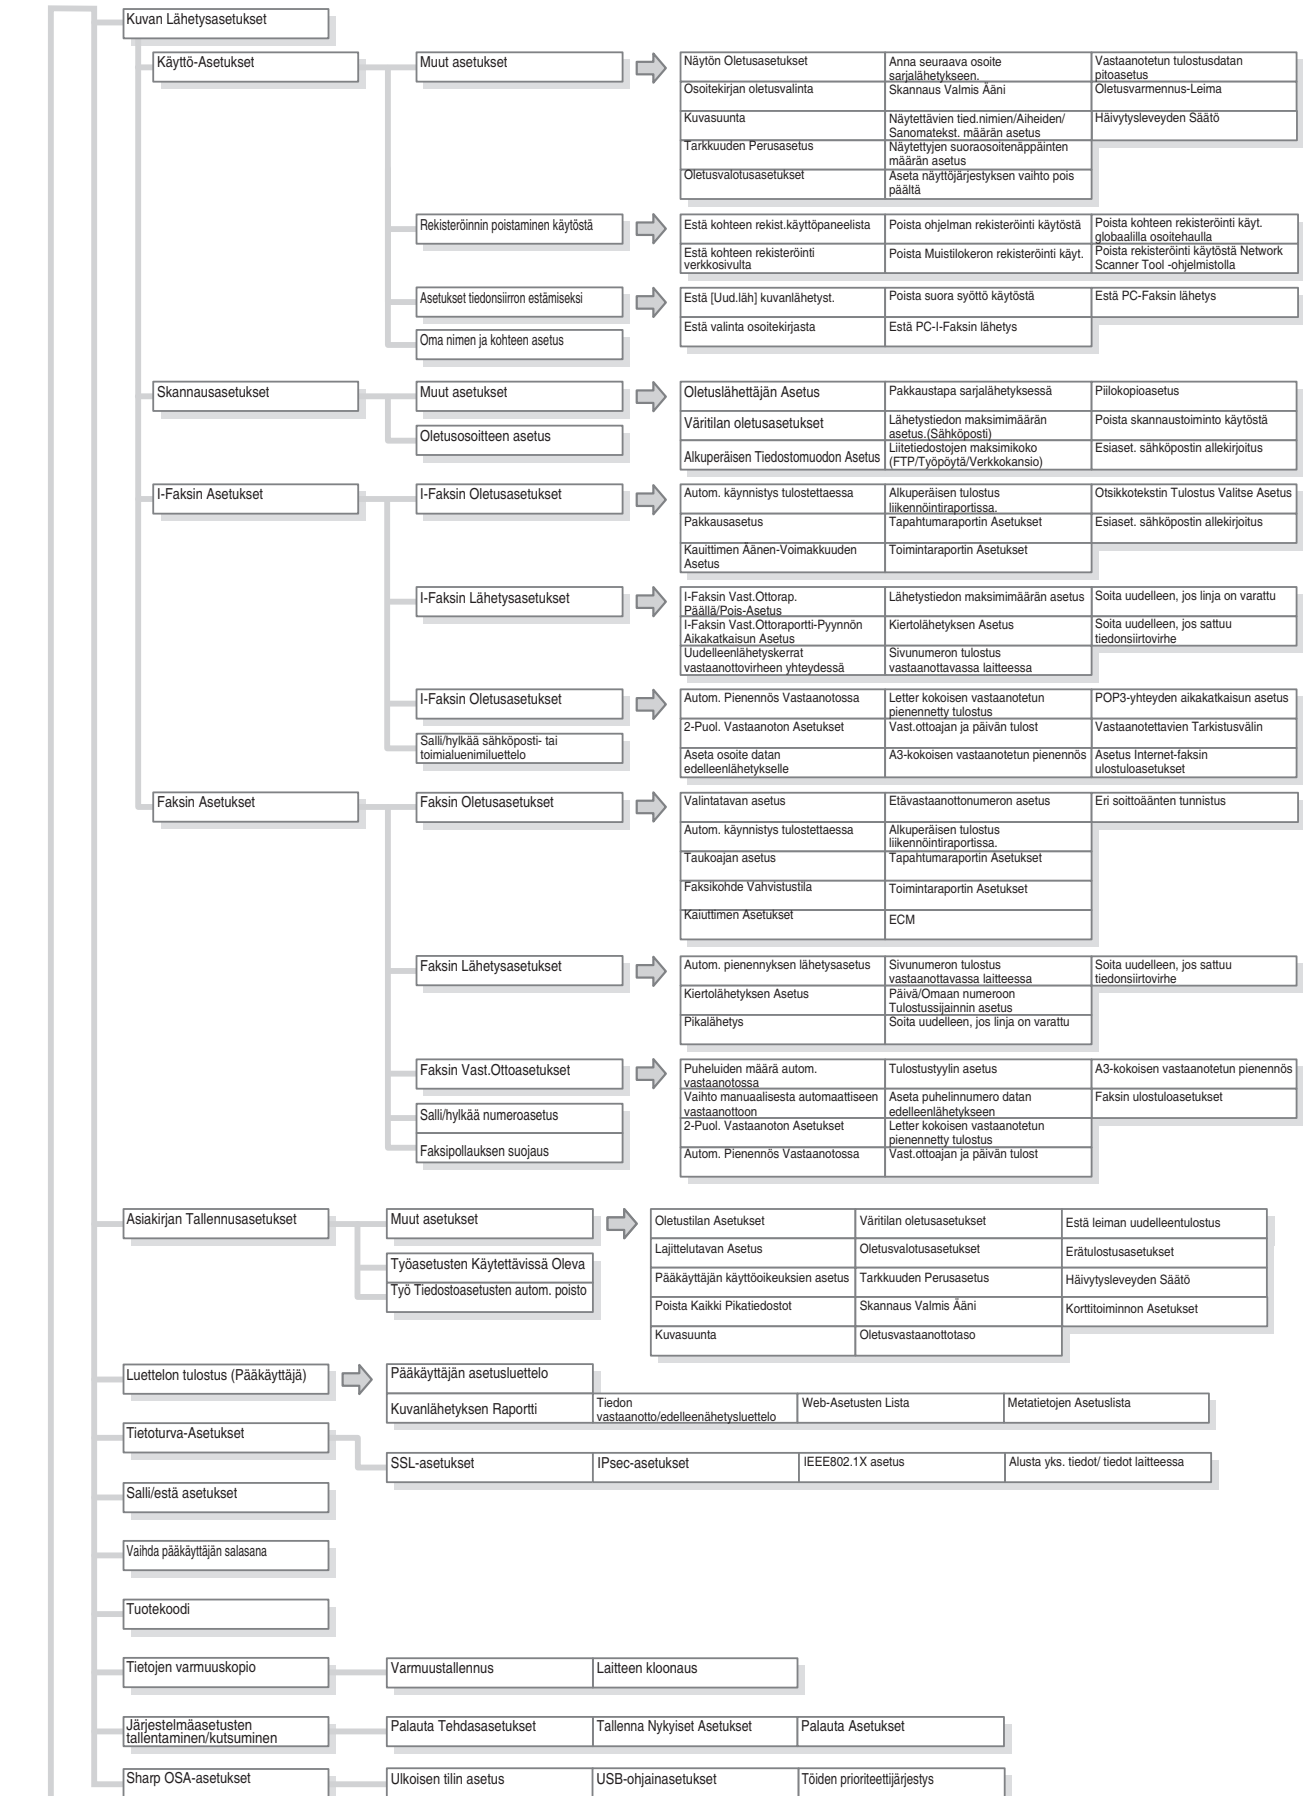 Kuvan Lähetysasetukset
Käyttö-Asetukset
Muut asetukset
Näytön Oletusasetukset
Anna seuraava osoite
sarjalähetykseen.
Vastaanotetun tulostusdatan
pitoasetus
Osoitekirjan oletusvalinta
Skannaus Valmis Ääni
Oletusvarmennus-Leima
Kuvasuunta
Näytettävien tied.nimien/Aiheiden/
Sanomatekst. määrän asetus
Häivytysleveyden Säätö
Tarkkuuden Perusasetus
Näytettyjen suoraosoitenäppäinten
määrän asetus
Oletusvalotusasetukset
Aseta näyttöjärjestyksen vaihto pois
päältä
Rekisteröinnin poistaminen käytöstä
Estä kohteen rekist.käyttöpaneelista
Poista ohjelman rekisteröinti käytöstä
Poista kohteen rekisteröinti käyt.
globaalilla osoitehaulla
Estä kohteen rekisteröinti
verkkosivulta
Poista Muistilokeron rekisteröinti käyt.
Poista rekisteröinti käytöstä Network
Scanner Tool -ohjelmistolla
Asetukset tiedonsiirron estämiseksi
Estä [Uud.läh] kuvanlähetyst.
Poista suora syöttö käytöstä
Estä PC-Faksin lähetys
Estä valinta osoitekirjasta
Estä PC-I-Faksin lähetys
Oma nimen ja kohteen asetus
Skannausasetukset
Muut asetukset
Oletuslähettäjän Asetus
Pakkaustapa sarjalähetyksessä
Piilokopioasetus
Väritilan oletusasetukset
Lähetystiedon maksimimäärän
asetus.(Sähköposti)
Poista skannaustoiminto käytöstä
Alkuperäisen Tiedostomuodon Asetus
Liitetiedostojen maksimikoko
(FTP/Työpöytä/Verkkokansio)
Esiaset. sähköpostin allekirjoitus
Oletusosoitteen asetus
I-Faksin Asetukset
I-Faksin Oletusasetukset
Autom. käynnistys tulostettaessa
Alkuperäisen tulostus
liikennöintiraportissa.
Otsikkotekstin Tulostus Valitse Asetus
Pakkausasetus
Tapahtumaraportin Asetukset
Esiaset. sähköpostin allekirjoitus
Kauittimen Äänen-Voimakkuuden
Asetus
Toimintaraportin Asetukset
I-Faksin Lähetysasetukset
I-Faksin Vast.Ottorap.
Päällä/Pois-Asetus
Lähetystiedon maksimimäärän asetus
Soita uudelleen, jos linja on varattu
I-Faksin Vast.Ottoraportti-Pyynnön
Aikakatkaisun Asetus
Kiertolähetyksen Asetus
Soita uudelleen, jos sattuu
tiedonsiirtovirhe
Uudelleenlähetyskerrat
vastaanottovirheen yhteydessä
Sivunumeron tulostus
vastaanottavassa laitteessa
I-Faksin Oletusasetukset
Autom. Pienennös Vastaanotossa
Letter kokoisen vastaanotetun
pienennetty tulostus
POP3-yhteyden aikakatkaisun asetus
2-Puol. Vastaanoton Asetukset
Vast.ottoajan ja päivän tulost
Vastaanotettavien Tarkistusvälin
Aseta osoite datan
edelleenlähetykselle
A3-kokoisen vastaanotetun pienennös
Asetus Internet-faksin
ulostuloasetukset
Salli/hylkää sähköposti- tai
toimialuenimiluettelo
Faksin Asetukset
Faksin Oletusasetukset
Valintatavan asetus
Etävastaanottonumeron asetus
Eri soittoäänten tunnistus
Autom. käynnistys tulostettaessa
Alkuperäisen tulostus
liikennöintiraportissa.
Taukoajan asetus
Tapahtumaraportin Asetukset
Faksikohde Vahvistustila
Toimintaraportin Asetukset
Kaiuttimen Asetukset
ECM
Faksin Lähetysasetukset
Autom. pienennyksen lähetysasetus
Sivunumeron tulostus
vastaanottavassa laitteessa
Soita uudelleen, jos sattuu
tiedonsiirtovirhe
Kiertolähetyksen Asetus
Päivä/Omaan numeroon
Tulostussijainnin asetus
Pikalähetys
Soita uudelleen, jos linja on varattu
Faksin Vast.Ottoasetukset
Puheluiden määrä autom.
vastaanotossa
Tulostustyylin asetus
A3-kokoisen vastaanotetun pienennös
Vaihto manuaalisesta automaattiseen
vastaanottoon
Aseta puhelinnumero datan
edelleenlähetykseen
Faksin ulostuloasetukset
2-Puol. Vastaanoton Asetukset
Letter kokoisen vastaanotetun
pienennetty tulostus
Autom. Pienennös Vastaanotossa
Vast.ottoajan ja päivän tulost
Salli/hylkää numeroasetus
Faksipollauksen suojaus
Asiakirjan Tallennusasetukset
Muut asetukset
Oletustilan Asetukset
Väritilan oletusasetukset
Estä leiman uudelleentulostus
Lajittelutavan Asetus
Oletusvalotusasetukset
Erätulostusasetukset
Pääkäyttäjän käyttöoikeuksien asetus
Tarkkuuden Perusasetus
Häivytysleveyden Säätö
Poista Kaikki Pikatiedostot
Skannaus Valmis Ääni
Korttitoiminnon Asetukset
Kuvasuunta
Oletusvastaanottotaso
Työasetusten Käytettävissä Oleva
Työ Tiedostoasetusten autom. poisto
Luettelon tulostus (Pääkäyttäjä)
Pääkäyttäjän asetusluettelo
Kuvanlähetyksen Raportti
Tiedon
vastaanotto/edelleenähetysluettelo
Web-Asetusten Lista
Metatietojen Asetuslista
Tietoturva-Asetukset
SSL-asetukset
IPsec-asetukset
IEEE802.1X asetus
Alusta yks. tiedot/ tiedot laitteessa
Salli/estä asetukset
Vaihda pääkäyttäjän salasana
Tuotekoodi
Tietojen varmuuskopio
Varmuustallennus
Laitteen kloonaus
Järjestelmäasetusten
tallentaminen/kutsuminen
Palauta Tehdasasetukset
Tallenna Nykyiset Asetukset
Palauta Asetukset
Sharp OSA-asetukset
Ulkoisen tilin asetus
USB-ohjainasetukset
Töiden prioriteettijärjestys